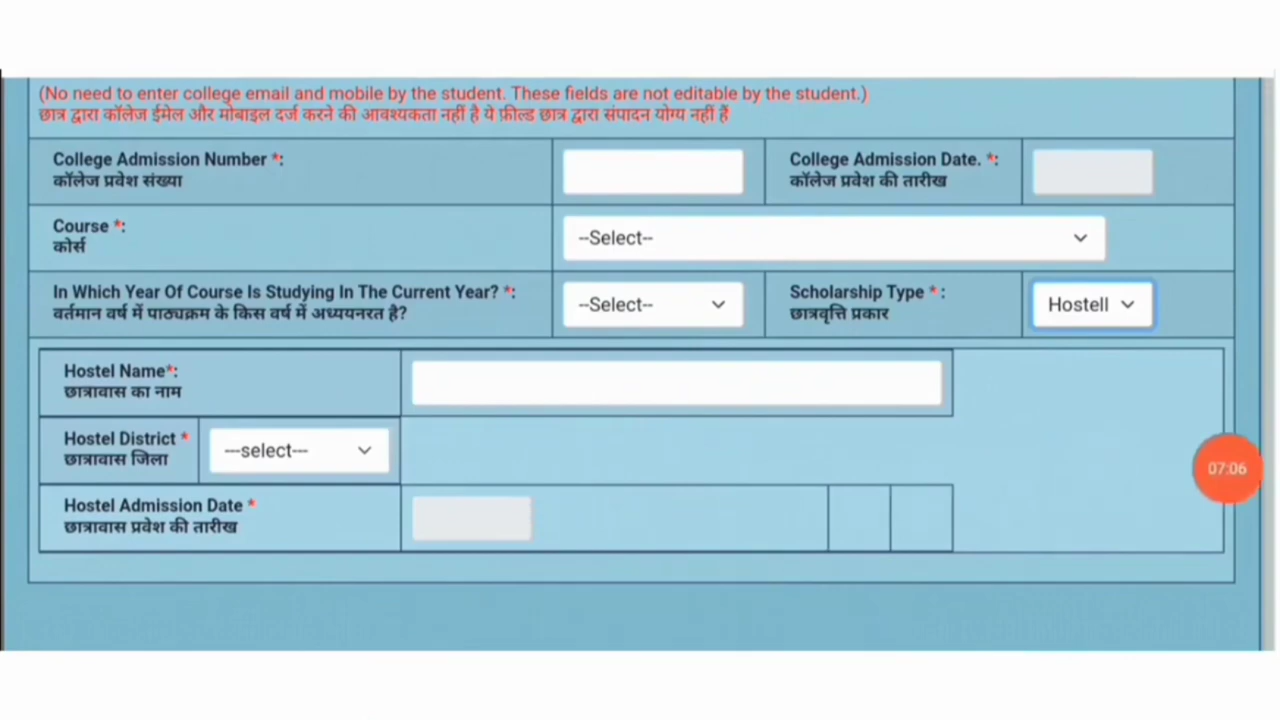 (No need to enter college email and mobile by the student. These fields are not editable by the student.)
छात्र द्वारा कॉलेज ईमेल और मोबाइल दर्ज करने की आवश्यकता नहीं है ये फ़ील्ड छात्र द्वारा संपादन योग्य नहीं हैं
College Admission Number *:
कॉलेज प्रवेश संख्या
College Admission Date. *:
कॉलेज प्रवेश की तारीख
Course *:
कोर्स
--Select--
In Which Year Of Course Is Studying In The Current Year? *:
वर्तमान वर्ष में पाठ्यक्रम के किस वर्ष में अध्ययनरत है?
--Select--
Scholarship Type * :
छात्रवृत्ति प्रकार
Hostell
Hostel Name*:
छात्रावास का नाम
Hostel District *
छात्रावास जिला
---select---
Hostel Admission Date *
छात्रावास प्रवेश की तारीख
07:06